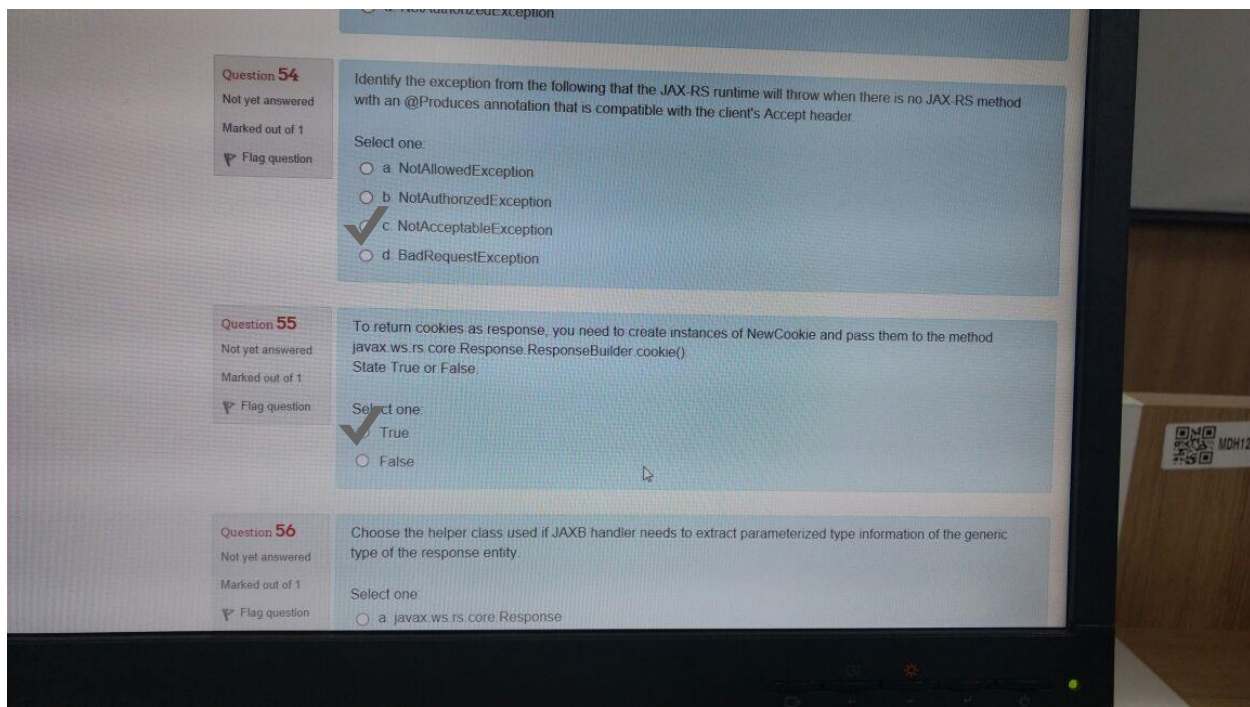 NotAuthorizedException
Question 54
Not yet answered
Marked out of 1
Flag question
Identify the exception from the following that the JAX-RS runtime will throw when there is no JAX-RS method
with an @Produces annotation that is compatible with the client's Accept header
Select one:
a. NotAllowedException
b. NotAuthorizedException
c. NotAcceptableException
d. BadRequestException
Question 55
Not yet answered
Marked out of 1
Flag question
To return cookies as response, you need to create instances of NewCookie and pass them to the method
javax.ws.rs.core.Response.ResponseBuilder.cookie()
State True or False.
Select one:
True
False
Question 56
Not yet answered
Marked out of 1
Flag question
Choose the helper class used if JAXB handler needs to extract parameterized type information of the generic
type of the response entity.
Select one:
a. javax.ws.rs.core.Response
MDH12